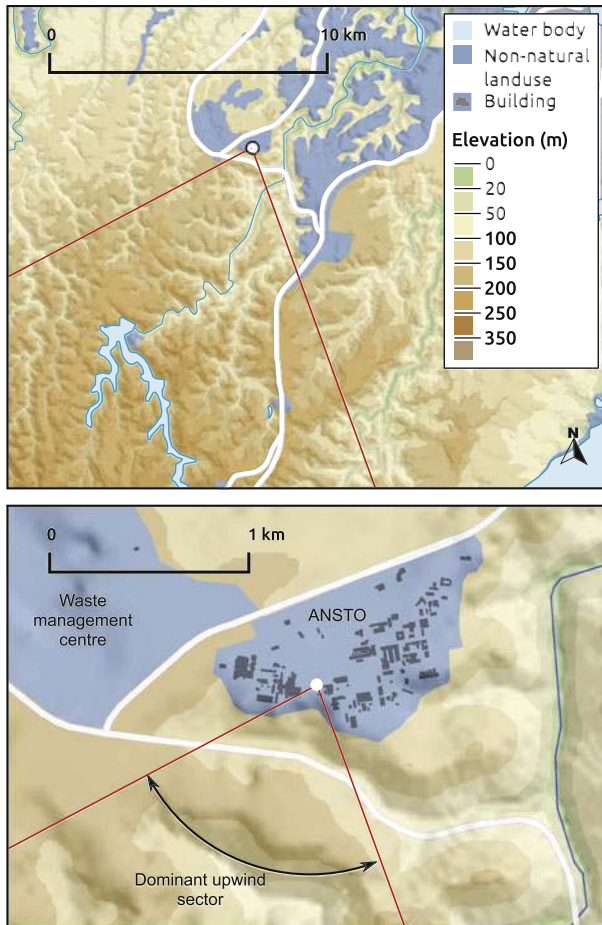 0
10 km
Water body
Non-natural
landuse
Building
Elevation (m)
0
20
50
100
150
200
250
350
N
0
1 km
Waste
management
centre
ANSTO
Dominant upwind
sector